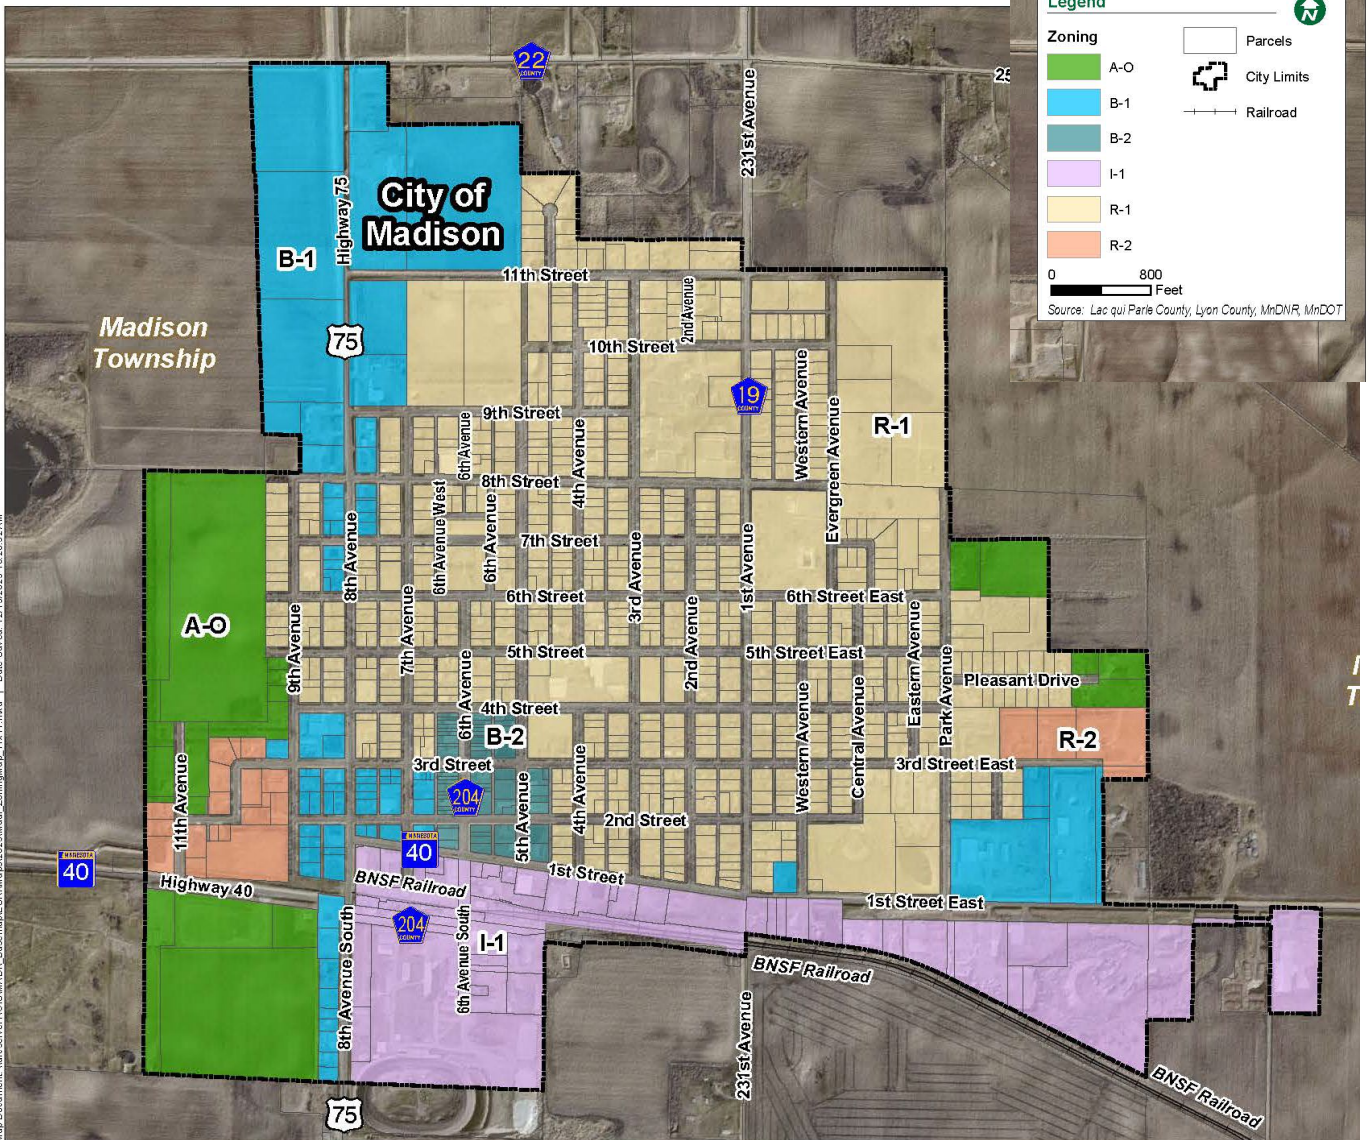 Legend
N
Zoning
A-O
B-1
B-2
I-1
R-1
R-2
Parcels
City Limits
Railroad
0 800
Feet
Source: Lac qui Parle County, Lyon County, MnDNR, MnDOT
22
COUNTY
25
231st Avenue
Highway 75
City of
Madison
B-1
11th Street
Madison
Township
75
2nd Avenue
10th Street
19
COUNTY
Western Avenue
Evergreen Avenue
R-1
9th Street
6th Avenue
4th Avenue
8th Street
6th Avenue West
6th Avenue
8th Avenue
7th Street
3rd Avenue
1st Avenue
6th Street
6th Street East
A-O
9th Avenue
7th Avenue
2nd Avenue
Eastern Avenue
5th Street
5th Street East
6th Avenue
Park Avenue
Pleasant Drive
Western Avenue
Central Avenue
4th Street
B-2
R-2
3rd Street
3rd Street East
11th Avenue
204
COUNTY
5th Avenue
4th Avenue
2nd Street
MINNESOTA
40
MINNESOTA
40
1st Street
Highway 40
BNSF Railroad
1st Street East
204
COUNTY
8th Avenue South
6th Avenue South
I-1
BNSF Railroad
231st Avenue
BNSF Railroad
75